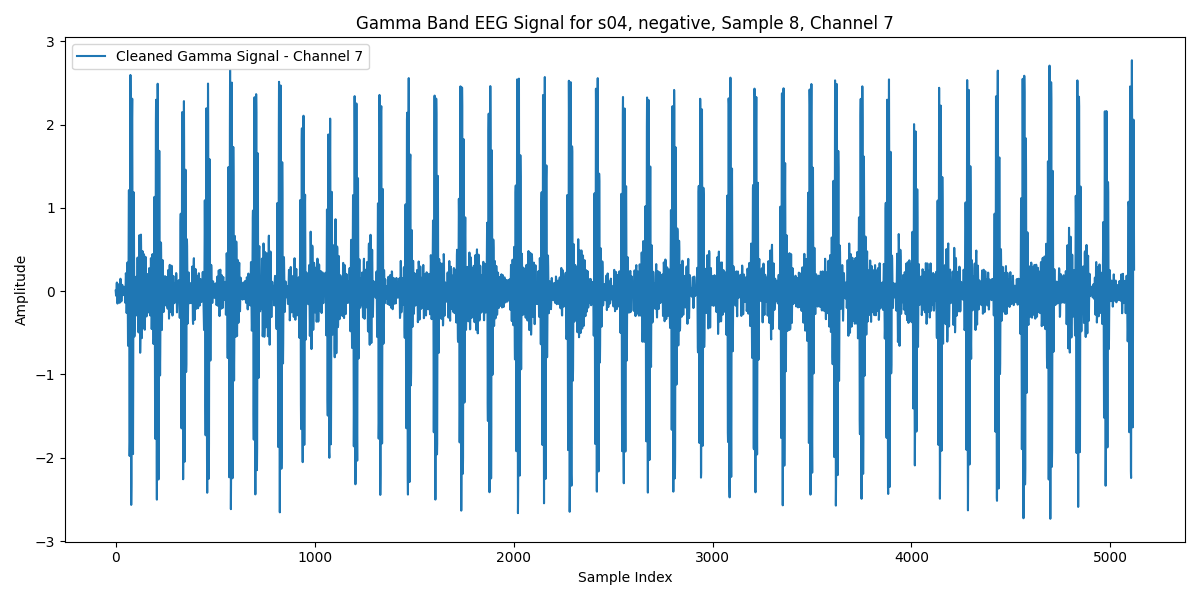 Gamma Band EEG Signal for s04, negative, Sample 8, Channel 7
Cleaned Gamma Signal - Channel 7
3
2
1
0
−1
−2
−3
Amplitude
0 1000 2000 3000 4000 5000
Sample Index